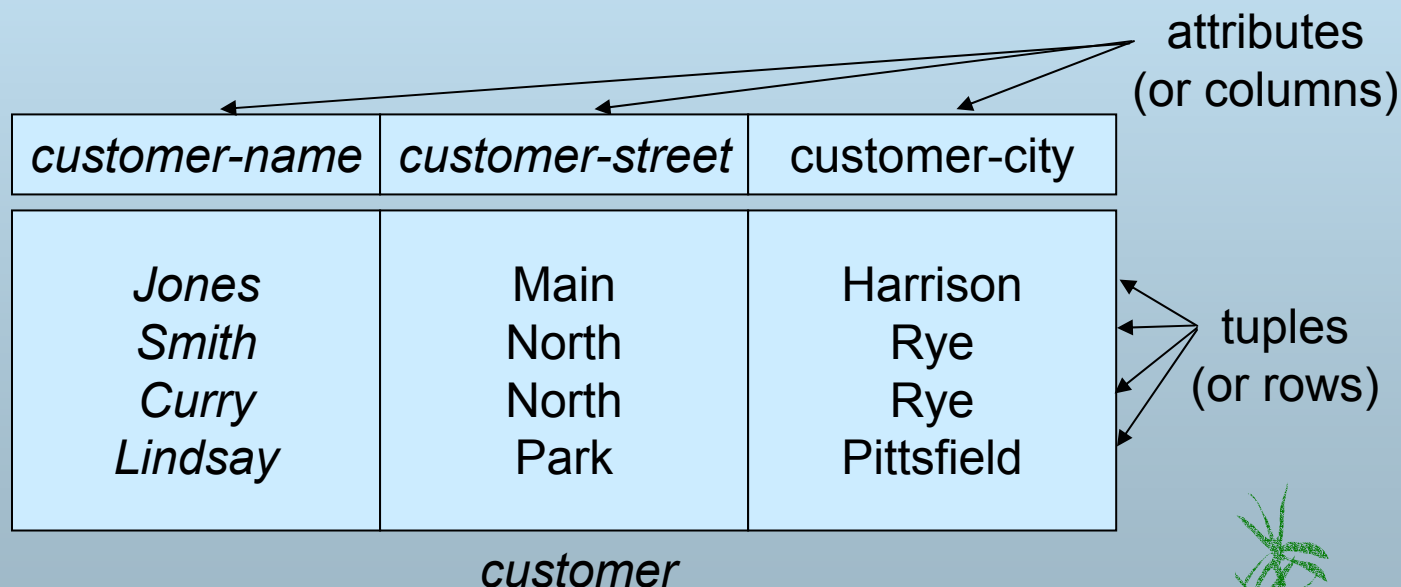 attributes
(or columns)
customer-name customer-street customer-city
Jones Main Harrison
Smith North Rye
Curry North Rye
Lindsay Park Pittsfield
tuples
(or rows)
customer